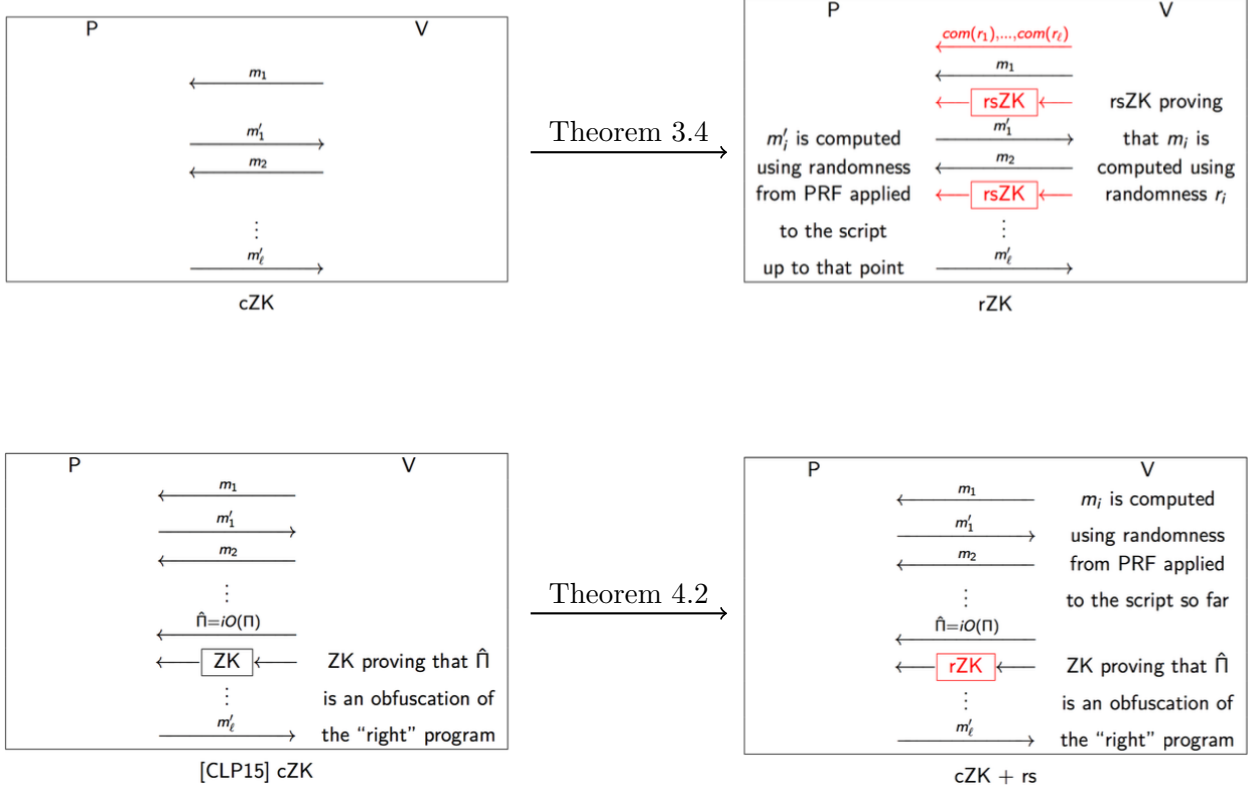 P V
m₁
m′₁
m₂
⋮
m′ℓ
cZK
Theorem 3.4
P V
com(r₁),...,com(rℓ)
m₁
rsZK
m′₁
m₂
rsZK
⋮
m′ℓ
m′ᵢ is computed
using randomness
from PRF applied
to the script
up to that point
rsZK proving
that mᵢ is
computed using
randomness rᵢ
rZK
P V
m₁
m′₁
m₂
⋮
Π̂=iO(Π)
ZK
⋮
m′ℓ
ZK proving that Π̂
is an obfuscation of
the “right” program
[CLP15] cZK
Theorem 4.2
P V
m₁
m′₁
m₂
⋮
Π̂=iO(Π)
rZK
⋮
m′ℓ
mᵢ is computed
using randomness
from PRF applied
to the script so far
ZK proving that Π̂
is an obfuscation of
the “right” program
cZK + rs